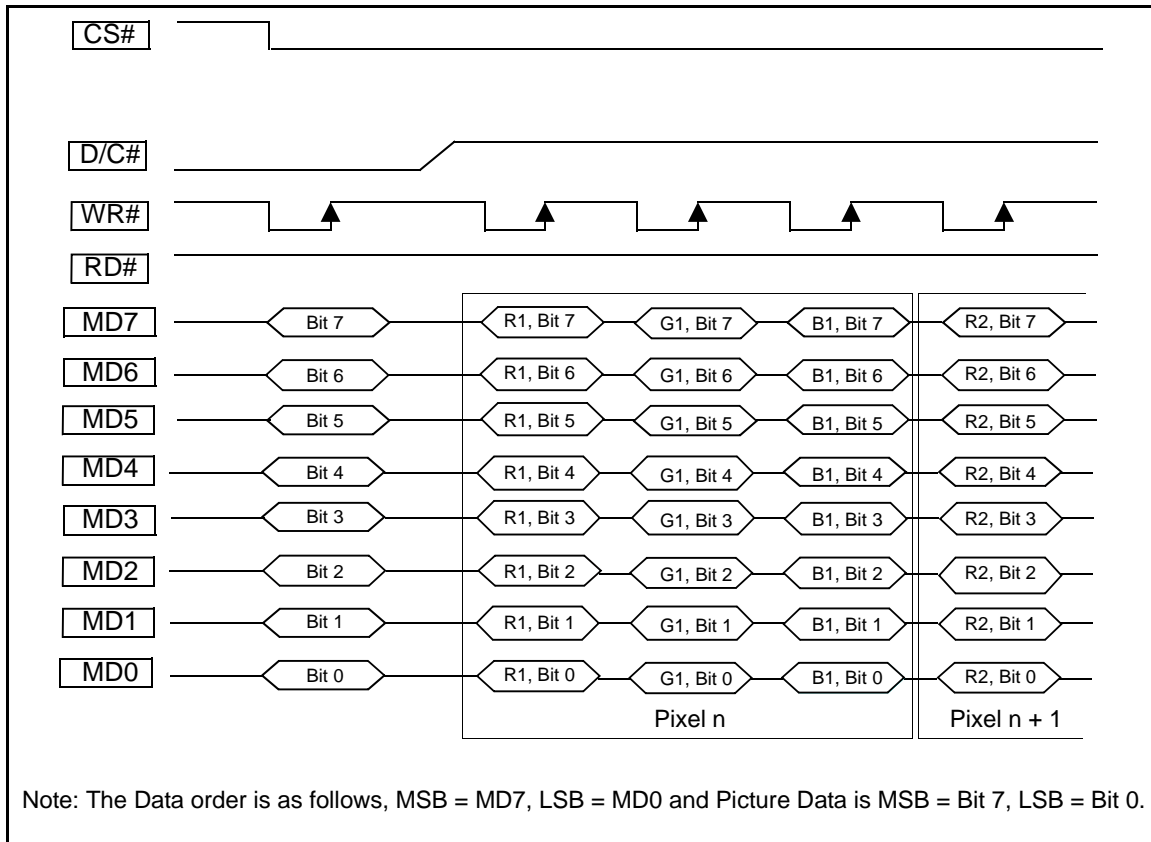 CS#
D/C#
WR#
RD#
MD7 Bit 7 R1, Bit 7 G1, Bit 7 B1, Bit 7 R2, Bit 7
MD6 Bit 6 R1, Bit 6 G1, Bit 6 B1, Bit 6 R2, Bit 6
MD5 Bit 5 R1, Bit 5 G1, Bit 5 B1, Bit 5 R2, Bit 5
MD4 Bit 4 R1, Bit 4 G1, Bit 4 B1, Bit 4 R2, Bit 4
MD3 Bit 3 R1, Bit 3 G1, Bit 3 B1, Bit 3 R2, Bit 3
MD2 Bit 2 R1, Bit 2 G1, Bit 2 B1, Bit 2 R2, Bit 2
MD1 Bit 1 R1, Bit 1 G1, Bit 1 B1, Bit 1 R2, Bit 1
MD0 Bit 0 R1, Bit 0 G1, Bit 0 B1, Bit 0 R2, Bit 0
Pixel n Pixel n + 1
Note: The Data order is as follows, MSB = MD7, LSB = MD0 and Picture Data is MSB = Bit 7, LSB = Bit 0.